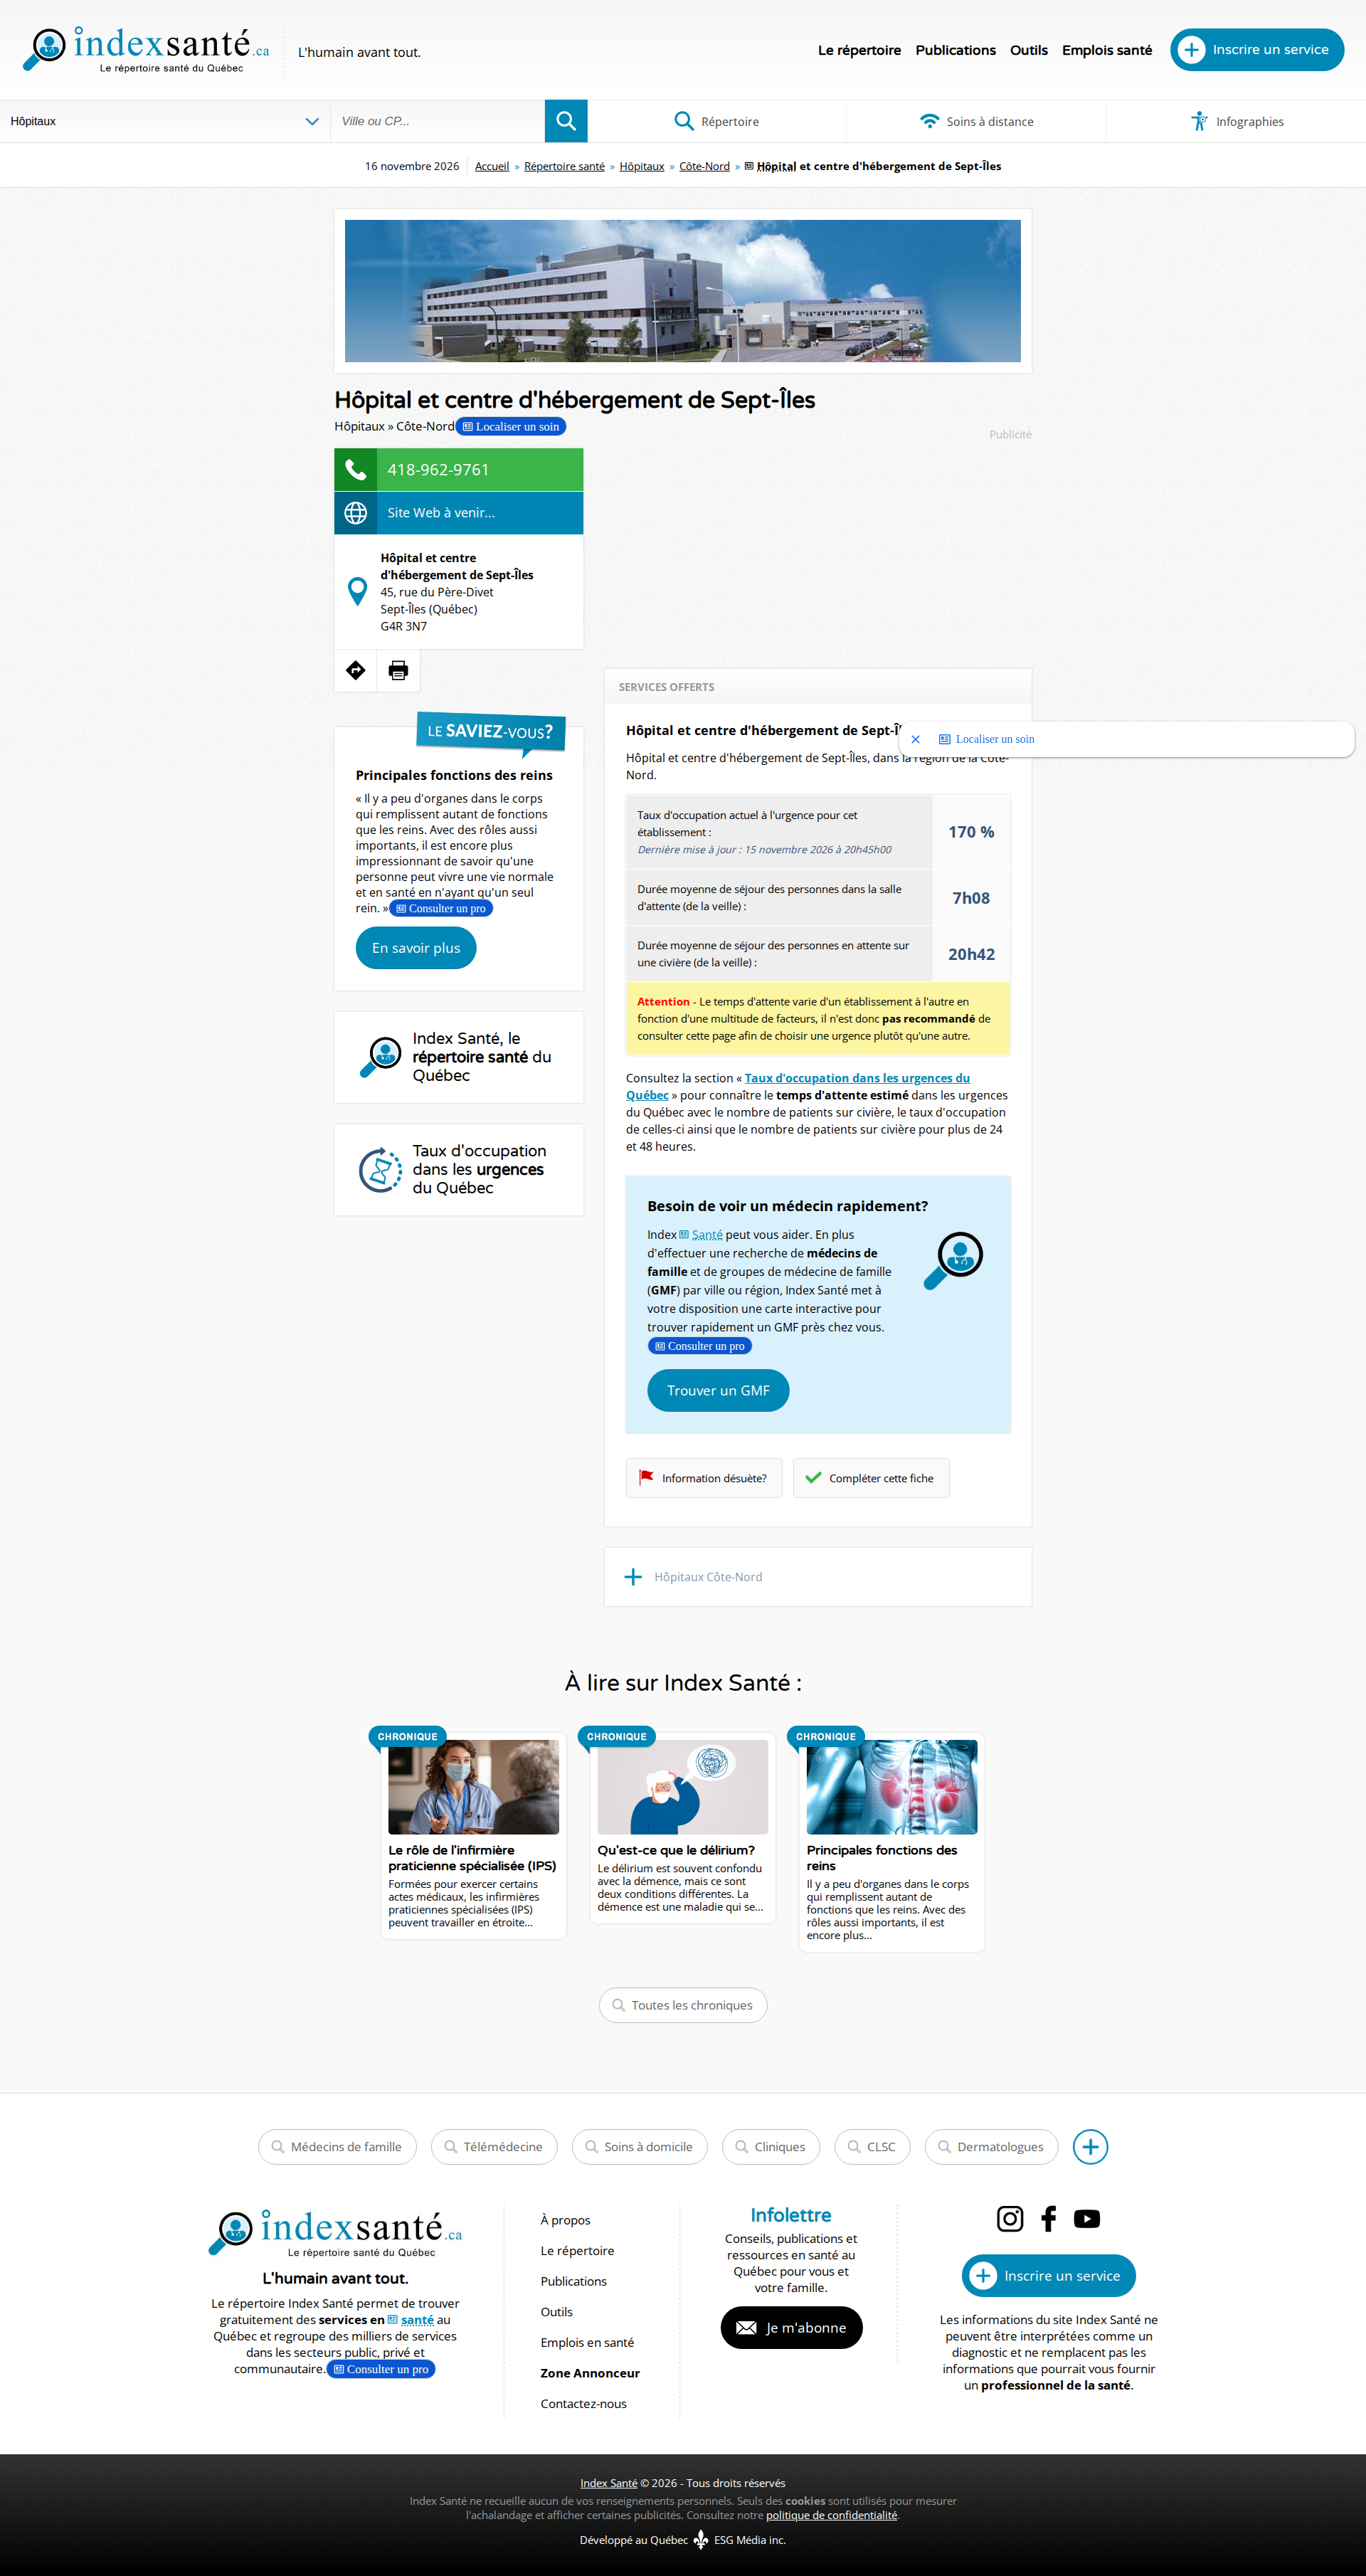 indexsanté.ca
Le répertoire santé du Québec
L'humain avant tout.
Le répertoire
Publications
Outils
Emplois santé
Inscrire un service
Hôpitaux
Ville ou CP...
Répertoire
Soins à distance
Infographies
16 novembre 2026
Accueil » Répertoire santé » Hôpitaux » Côte-Nord » Hôpital et centre d'hébergement de Sept-Îles
Hôpital et centre d'hébergement de Sept-Îles
Hôpitaux » Côte-Nord Localiser un soin
Publicité
418-962-9761
Site Web à venir...
Hôpital et centre
d'hébergement de Sept-Îles
45, rue du Père-Divet
Sept-Îles (Québec)
G4R 3N7
LE SAVIEZ-VOUS?
Principales fonctions des reins
« Il y a peu d'organes dans le corps
qui remplissent autant de fonctions
que les reins. Avec des rôles aussi
importants, il est encore plus
impressionnant de savoir qu'une
personne peut vivre une vie normale
et en santé en n'ayant qu'un seul
rein. » Consulter un pro
En savoir plus
Index Santé, le
répertoire santé du
Québec
Taux d'occupation
dans les urgences
du Québec
SERVICES OFFERTS
Hôpital et centre d'hébergement de Sept-Îl
Localiser un soin
Hôpital et centre d'hébergement de Sept-Îles, dans la région de la Côte-
Nord.
Taux d'occupation actuel à l'urgence pour cet
établissement :
Dernière mise à jour : 15 novembre 2026 à 20h45h00
170 %
Durée moyenne de séjour des personnes dans la salle
d'attente (de la veille) :
7h08
Durée moyenne de séjour des personnes en attente sur
une civière (de la veille) :
20h42
Attention - Le temps d'attente varie d'un établissement à l'autre en
fonction d'une multitude de facteurs, il n'est donc pas recommandé de
consulter cette page afin de choisir une urgence plutôt qu'une autre.
Consultez la section « Taux d'occupation dans les urgences du
Québec » pour connaître le temps d'attente estimé dans les urgences
du Québec avec le nombre de patients sur civière, le taux d'occupation
de celles-ci ainsi que le nombre de patients sur civière pour plus de 24
et 48 heures.
Besoin de voir un médecin rapidement?
Index Santé peut vous aider. En plus
d'effectuer une recherche de médecins de
famille et de groupes de médecine de famille
(GMF) par ville ou région, Index Santé met à
votre disposition une carte interactive pour
trouver rapidement un GMF près chez vous.
Consulter un pro
Trouver un GMF
Information désuète?
Compléter cette fiche
Hôpitaux Côte-Nord
À lire sur Index Santé :
CHRONIQUE
Le rôle de l'infirmière
praticienne spécialisée (IPS)
Formées pour exercer certains
actes médicaux, les infirmières
praticiennes spécialisées (IPS)
peuvent travailler en étroite...
CHRONIQUE
Qu'est-ce que le délirium?
Le délirium est souvent confondu
avec la démence, mais ce sont
deux conditions différentes. La
démence est une maladie qui se...
CHRONIQUE
Principales fonctions des
reins
Il y a peu d'organes dans le corps
qui remplissent autant de
fonctions que les reins. Avec des
rôles aussi importants, il est
encore plus...
Toutes les chroniques
Médecins de famille
Télémédecine
Soins à domicile
Cliniques
CLSC
Dermatologues
indexsanté.ca
Le répertoire santé du Québec
L'humain avant tout.
Le répertoire Index Santé permet de trouver
gratuitement des services en santé au
Québec et regroupe des milliers de services
dans les secteurs public, privé et
communautaire. Consulter un pro
À propos
Le répertoire
Publications
Outils
Emplois en santé
Zone Annonceur
Contactez-nous
Infolettre
Conseils, publications et
ressources en santé au
Québec pour vous et
votre famille.
Je m'abonne
Inscrire un service
Les informations du site Index Santé ne
peuvent être interprétées comme un
diagnostic et ne remplacent pas les
informations que pourrait vous fournir
un professionnel de la santé.
Index Santé © 2026 - Tous droits réservés
Index Santé ne recueille aucun de vos renseignements personnels. Seuls des cookies sont utilisés pour mesurer
l'achalandage et afficher certaines publicités. Consultez notre politique de confidentialité.
Développé au Québec ESG Média inc.